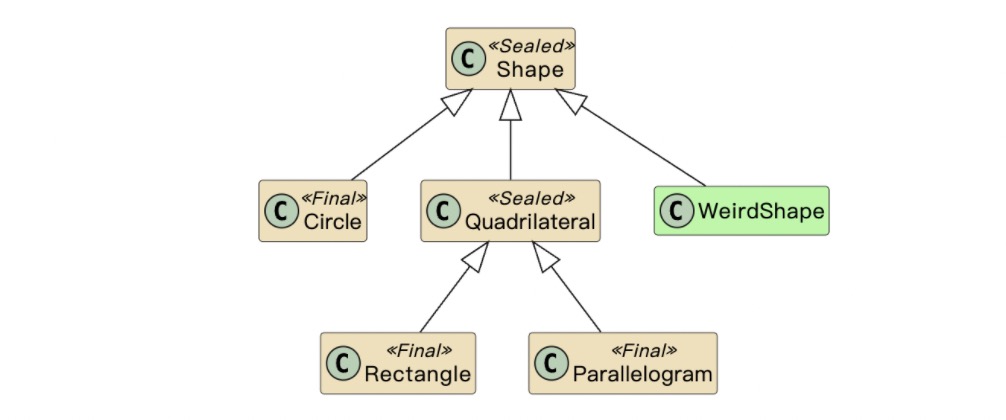 C «Sealed»
Shape
C «Final»
Circle
C «Sealed»
Quadrilateral
C WeirdShape
C «Final»
Rectangle
C «Final»
Parallelogram